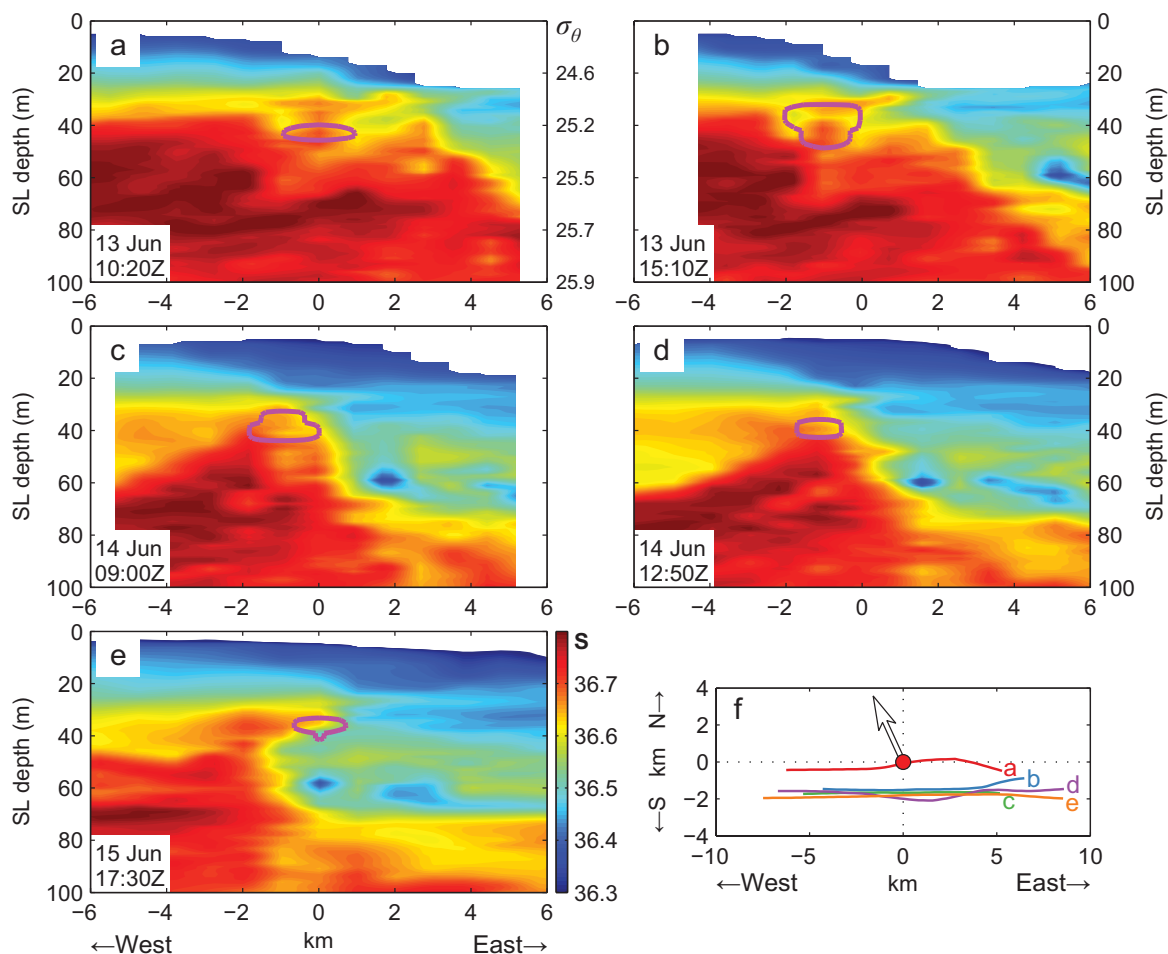 a
SL depth (m)
0
20
40
60
80
100
σθ
24.6
25.2
25.5
25.7
25.9
13 Jun
10:20Z
−6 −4 −2 0 2 4 6
b
0
20
40
60
80
100
SL depth (m)
13 Jun
15:10Z
−6 −4 −2 0 2 4 6
c
SL depth (m)
0
20
40
60
80
100
14 Jun
09:00Z
−6 −4 −2 0 2 4 6
d
0
20
40
60
80
100
SL depth (m)
14 Jun
12:50Z
−6 −4 −2 0 2 4 6
e
SL depth (m)
0
20
40
60
80
100
15 Jun
17:30Z
−6 −4 −2 0 2 4 6
←West km East→
S
36.7
36.6
36.5
36.4
36.3
f
←S km N→
4
2
0
−2
−4
a
b
d
c
e
−10 −5 0 5 10
←West km East→